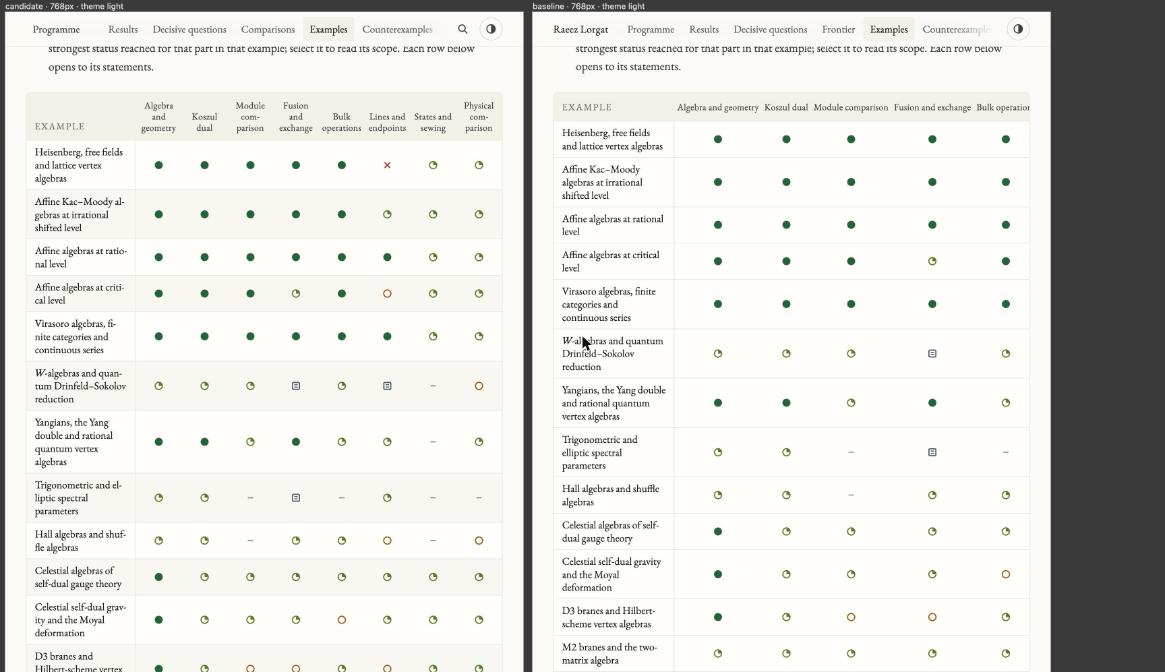 candidate · 768px · theme light
Programme Results Decisive questions Comparisons Examples Counterexamples
strongest status reached for that part in that example; select it to read its scope. Each row below
opens to its statements.
EXAMPLE
Algebra
and
geometry
Koszul
dual
Module
com-
parison
Fusion
and
exchange
Bulk
operations
Lines and
endpoints
States and
sewing
Physical
com-
parison
Heisenberg, free fields
and lattice vertex
algebras
Affine Kac–Moody al-
gebras at irrational
shifted level
Affine algebras at ratio-
nal level
Affine algebras at criti-
cal level
Virasoro algebras, fi-
nite categories and
continuous series
W-algebras and quan-
tum Drinfeld–Sokolov
reduction
Yangians, the Yang
double and rational
quantum vertex
algebras
Trigonometric and el-
liptic spectral
parameters
Hall algebras and shuf-
fle algebras
Celestial algebras of
self-dual gauge theory
Celestial self-dual grav-
ity and the Moyal
deformation
D3 branes and
Hilbert-scheme vertex
baseline · 768px · theme light
Raeez Lorgat Programme Results Decisive questions Frontier Examples Counterexamples
strongest status reached for that part in that example; select it to read its scope. Each row below
opens to its statements.
EXAMPLE Algebra and geometry Koszul dual Module comparison Fusion and exchange Bulk operation
Heisenberg, free fields
and lattice vertex algebras
Affine Kac–Moody
algebras at irrational
shifted level
Affine algebras at rational
level
Affine algebras at critical
level
Virasoro algebras, finite
categories and
continuous series
W-algebras and quantum
Drinfeld–Sokolov
reduction
Yangians, the Yang double
and rational quantum
vertex algebras
Trigonometric and
elliptic spectral
parameters
Hall algebras and shuffle
algebras
Celestial algebras of self-
dual gauge theory
Celestial self-dual gravity
and the Moyal
deformation
D3 branes and Hilbert-
scheme vertex algebras
M2 branes and the two-
matrix algebra